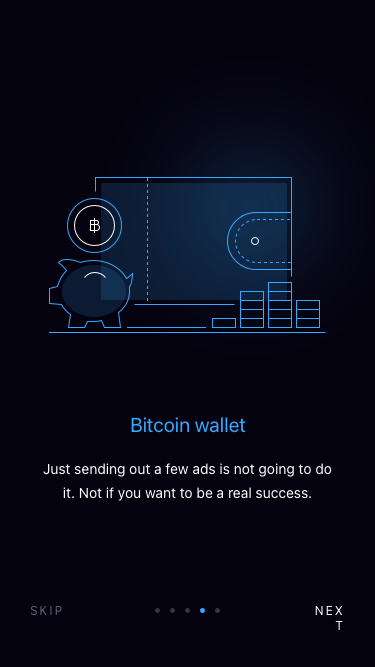 Bitcoin wallet
Just sending out a few ads is not going to do
it. Not if you want to be a real success.
SKIP
NEX
T